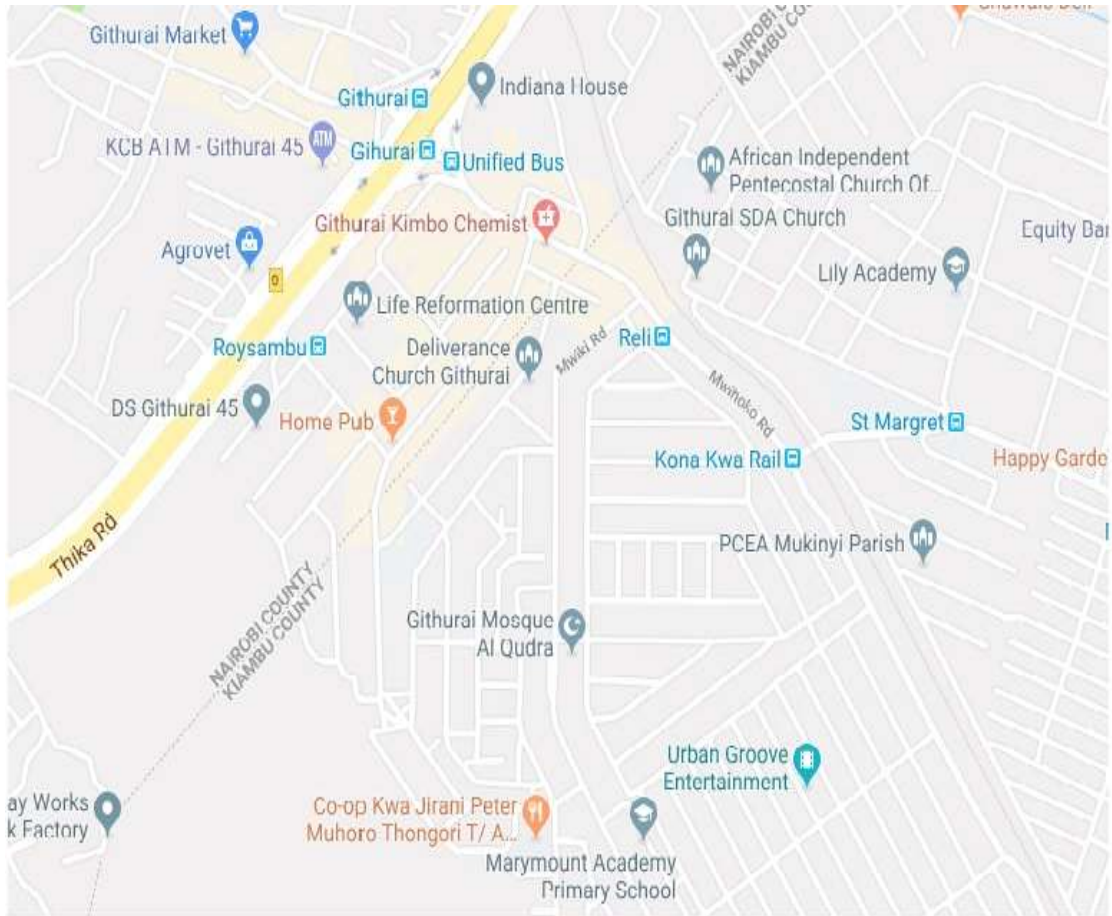 Githurai Market
Indiana House
Githurai
KCB ATM - Githurai 45
ATM
Gihurai
Unified Bus
NAIROBI
KIAMBU
African Independent
Pentecostal Church Of...
Githurai Kimbo Chemist
Githurai SDA Church
Agrovet
Equity
Lily Academy
Life Reformation Centre
Roysambu
Deliverance
Church Githurai
Mwiki Rd
Reli
DS Githurai 45
Home Pub
Mwihoko Rd
St Margret
Kona Kwa Rail
Happy
Thika Rd
PCEA Mukinyi Parish
NAIROBI COUNTY
KIAMBU COUNTY
Githurai Mosque
Al Qudra
Urban Groove
Entertainment
ay Works
k Factory
Co-op Kwa Jirani Peter
Muhoro Thongori T/ A...
Marymount Academy
Primary School